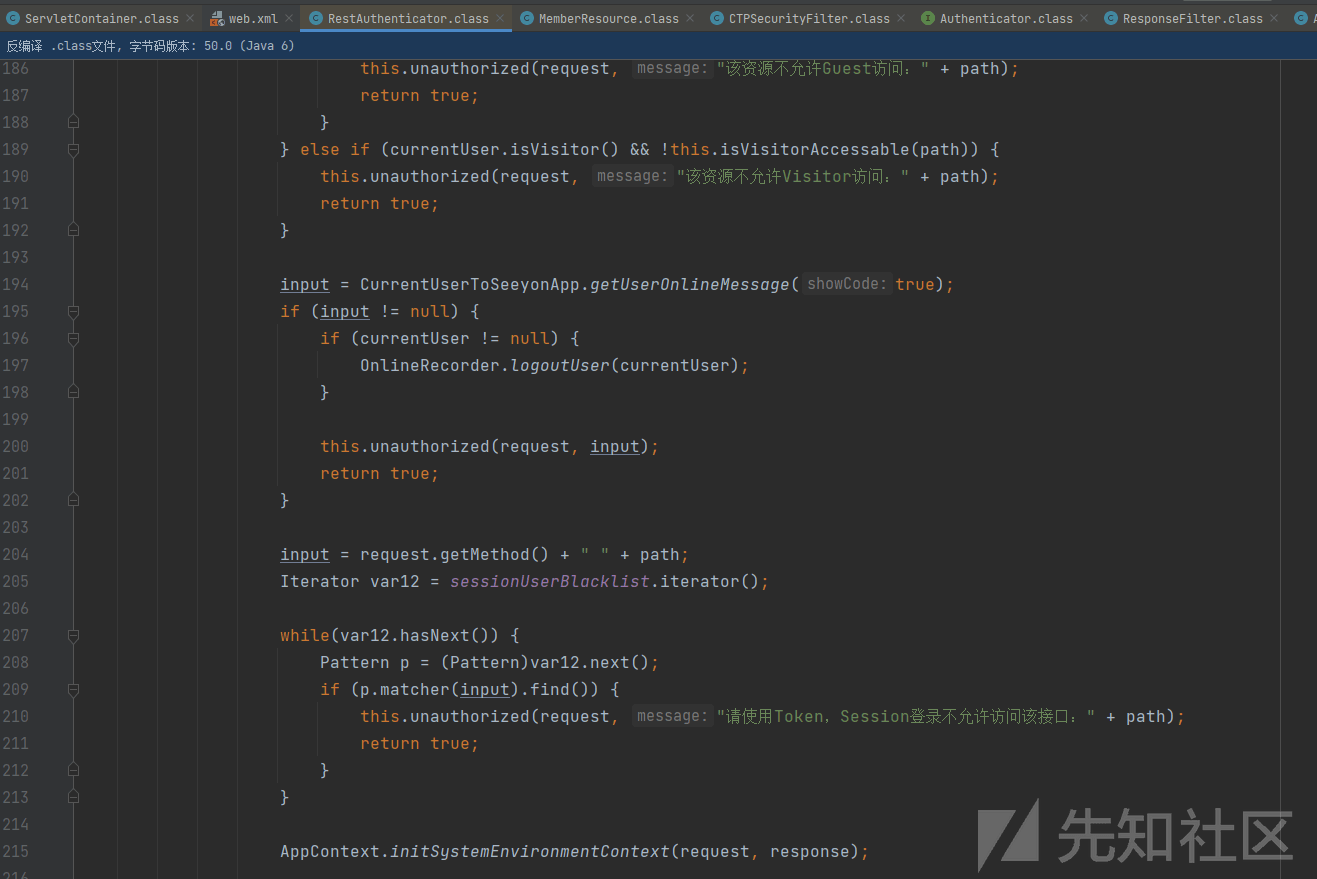 ServletContainer.class web.xml RestAuthenticator.class MemberResource.class CTPSecurityFilter.class Authenticator.class ResponseFilter.class
反编译 .class文件, 字节码版本: 50.0 (Java 6)
186 this.unauthorized(request, message: "该资源不允许Guest访问：" + path);
187 return true;
188 }
189 } else if (currentUser.isVisitor() && !this.isVisitorAccessable(path)) {
190 this.unauthorized(request, message: "该资源不允许Visitor访问：" + path);
191 return true;
192 }
193
194 input = CurrentUserToSeeyonApp.getUserOnlineMessage( showCode: true);
195 if (input != null) {
196 if (currentUser != null) {
197 OnlineRecorder.logoutUser(currentUser);
198 }
199
200 this.unauthorized(request, input);
201 return true;
202 }
203
204 input = request.getMethod() + " " + path;
205 Iterator var12 = sessionUserBlacklist.iterator();
206
207 while(var12.hasNext()) {
208 Pattern p = (Pattern)var12.next();
209 if (p.matcher(input).find()) {
210 this.unauthorized(request, message: "请使用Token，Session登录不允许访问该接口：" + path);
211 return true;
212 }
213 }
214
215 AppContext.initSystemEnvironmentContext(request, response);
216
先知社区